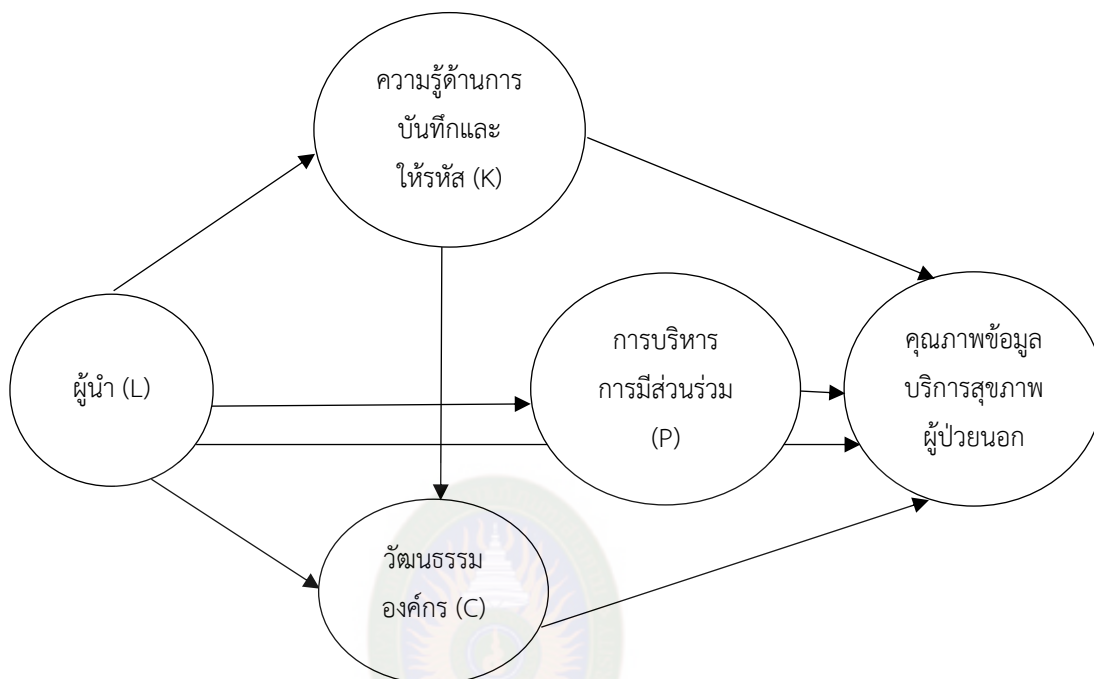 ความรู้ด้านการ
บันทึกและ
ให้รหัส (K)
ผู้นำ (L)
การบริหาร
การมีส่วนร่วม
(P)
คุณภาพข้อมูล
บริการสุขภาพ
ผู้ป่วยนอก
วัฒนธรรม
องค์กร (C)